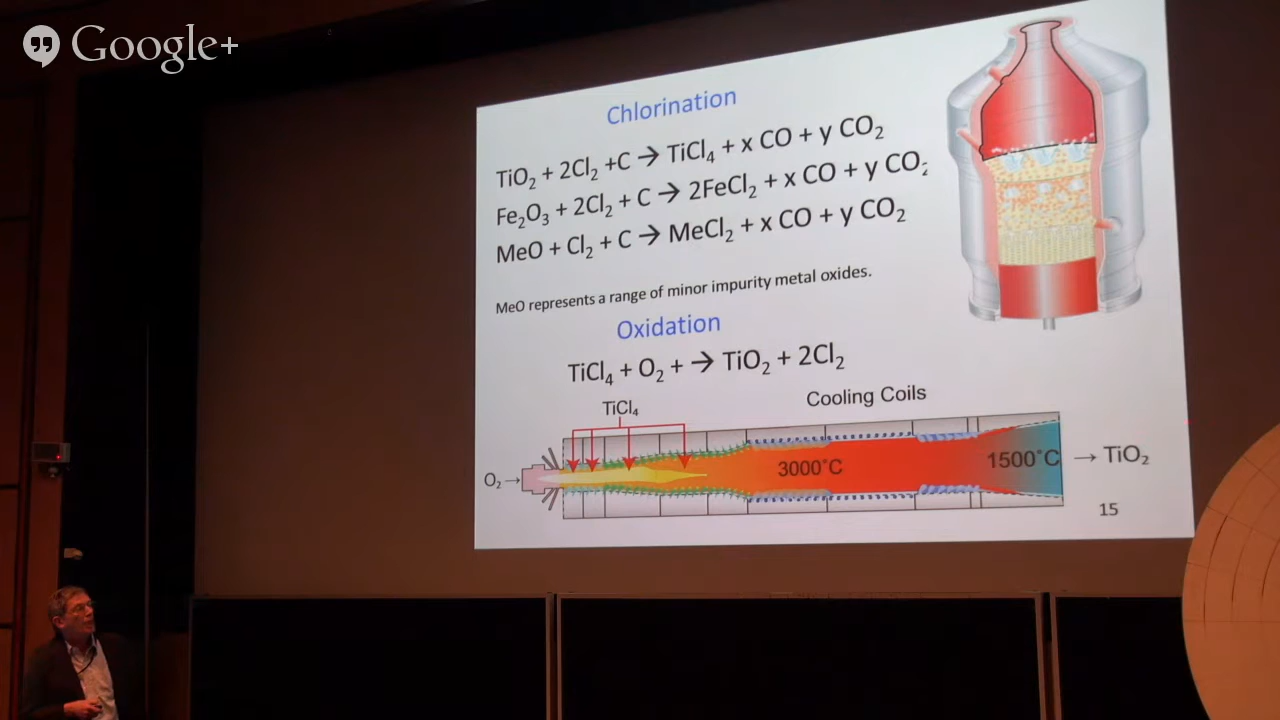 Google+
Chlorination
TiO₂ + 2Cl₂ +C → TiCl₄ + x CO + y CO₂
Fe₂O₃ + 2Cl₂ + C → 2FeCl₂ + x CO + y CO₂
MeO + Cl₂ + C → MeCl₂ + x CO + y CO₂
MeO represents a range of minor impurity metal oxides.
Oxidation
TiCl₄ + O₂ + → TiO₂ + 2Cl₂
TiCl₄
Cooling Coils
O₂→
3000°C
1500°C
→ TiO₂
15